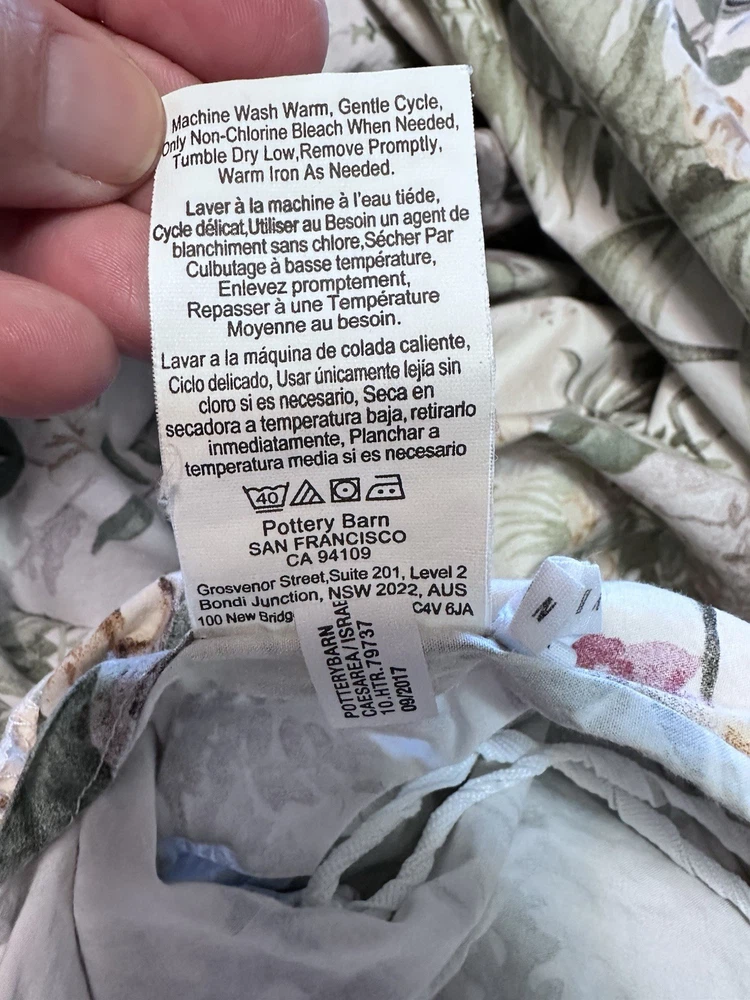 Machine Wash Warm, Gentle Cycle,
Only Non-Chlorine Bleach When Needed,
Tumble Dry Low,Remove Promptly,
Warm Iron As Needed.
Laver à la machine à l'eau tiéde,
Cycle délicat,Utiliser au Besoin un agent de
blanchiment sans chlore,Sécher Par
Culbutage à basse température,
Enlevez promptement,
Repasser à une Température
Moyenne au besoin.
Lavar a la máquina de colada caliente,
Ciclo delicado, Usar únicamente lejía sin
cloro si es necesario, Seca en
secadora a temperatura baja, retirarlo
inmediatamente, Planchar a
temperatura media si es necesario
40
Pottery Barn
SAN FRANCISCO
CA 94109
Grosvenor Street,Suite 201, Level 2
Bondi Junction, NSW 2022, AUS
100 New Bridg C4V 6JA
POTTERYBARN
CAESAREA/ISRAE
10.HTR.79737
09/2017